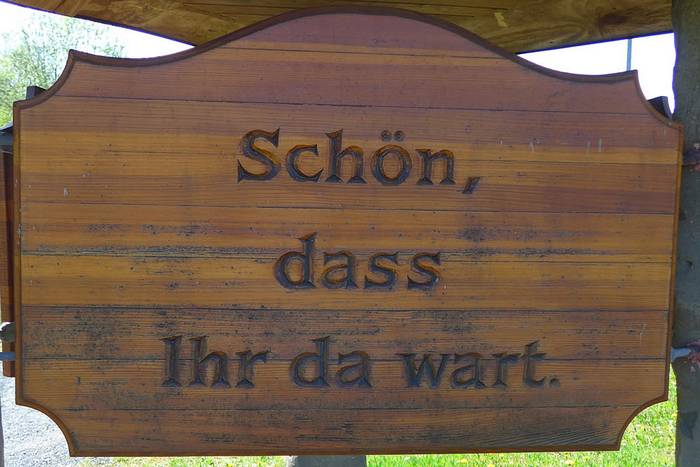 Schön,
dass
Ihr da wart.